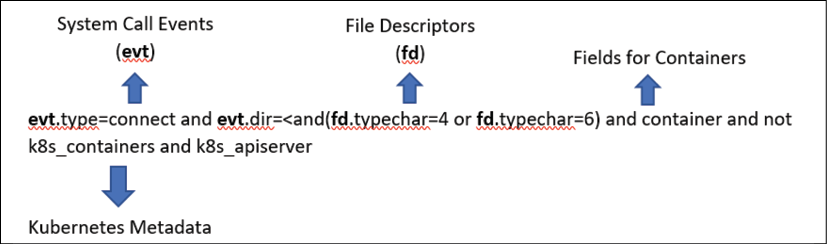 System Call Events
(evt)
File Descriptors
(fd)
Fields for Containers
evt.type=connect and evt.dir=<and(fd.typechar=4 or fd.typechar=6) and container and not
k8s_containers and k8s_apiserver
Kubernetes Metadata